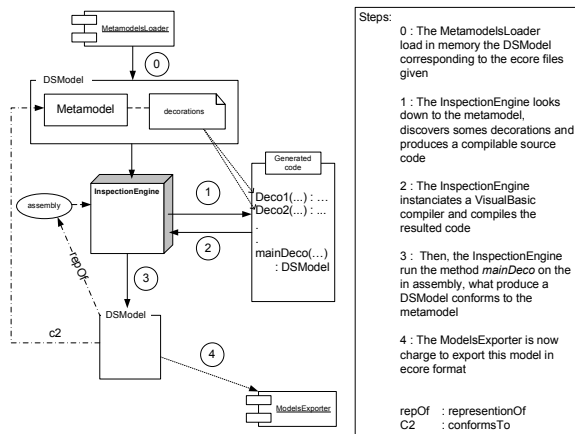 MetamodelsLoader
0
DSModel
Metamodel
decorations
Generated
code
InspectionEngine
assembly
1
2
Deco1(...) : ...
Deco2(...) : ...
.
.
mainDeco(...)
: DSModel
repOf
3
DSModel
c2
4
ModelsExporter
Steps:
0 : The MetamodelsLoader
load in memory the DSModel
corresponding to the ecore files
given
1 : The InspectionEngine looks
down to the metamodel,
discovers somes decorations and
produces a compilable source
code
2 : The InspectionEngine
instanciates a VisualBasic
compiler and compiles the
resulted code
3 : Then, the InspectionEngine
run the method mainDeco on the
in assembly, what produce a
DSModel conforms to the
metamodel
4 : The ModelsExporter is now
charge to export this model in
ecore format
repOf : representionOf
C2 : conformsTo